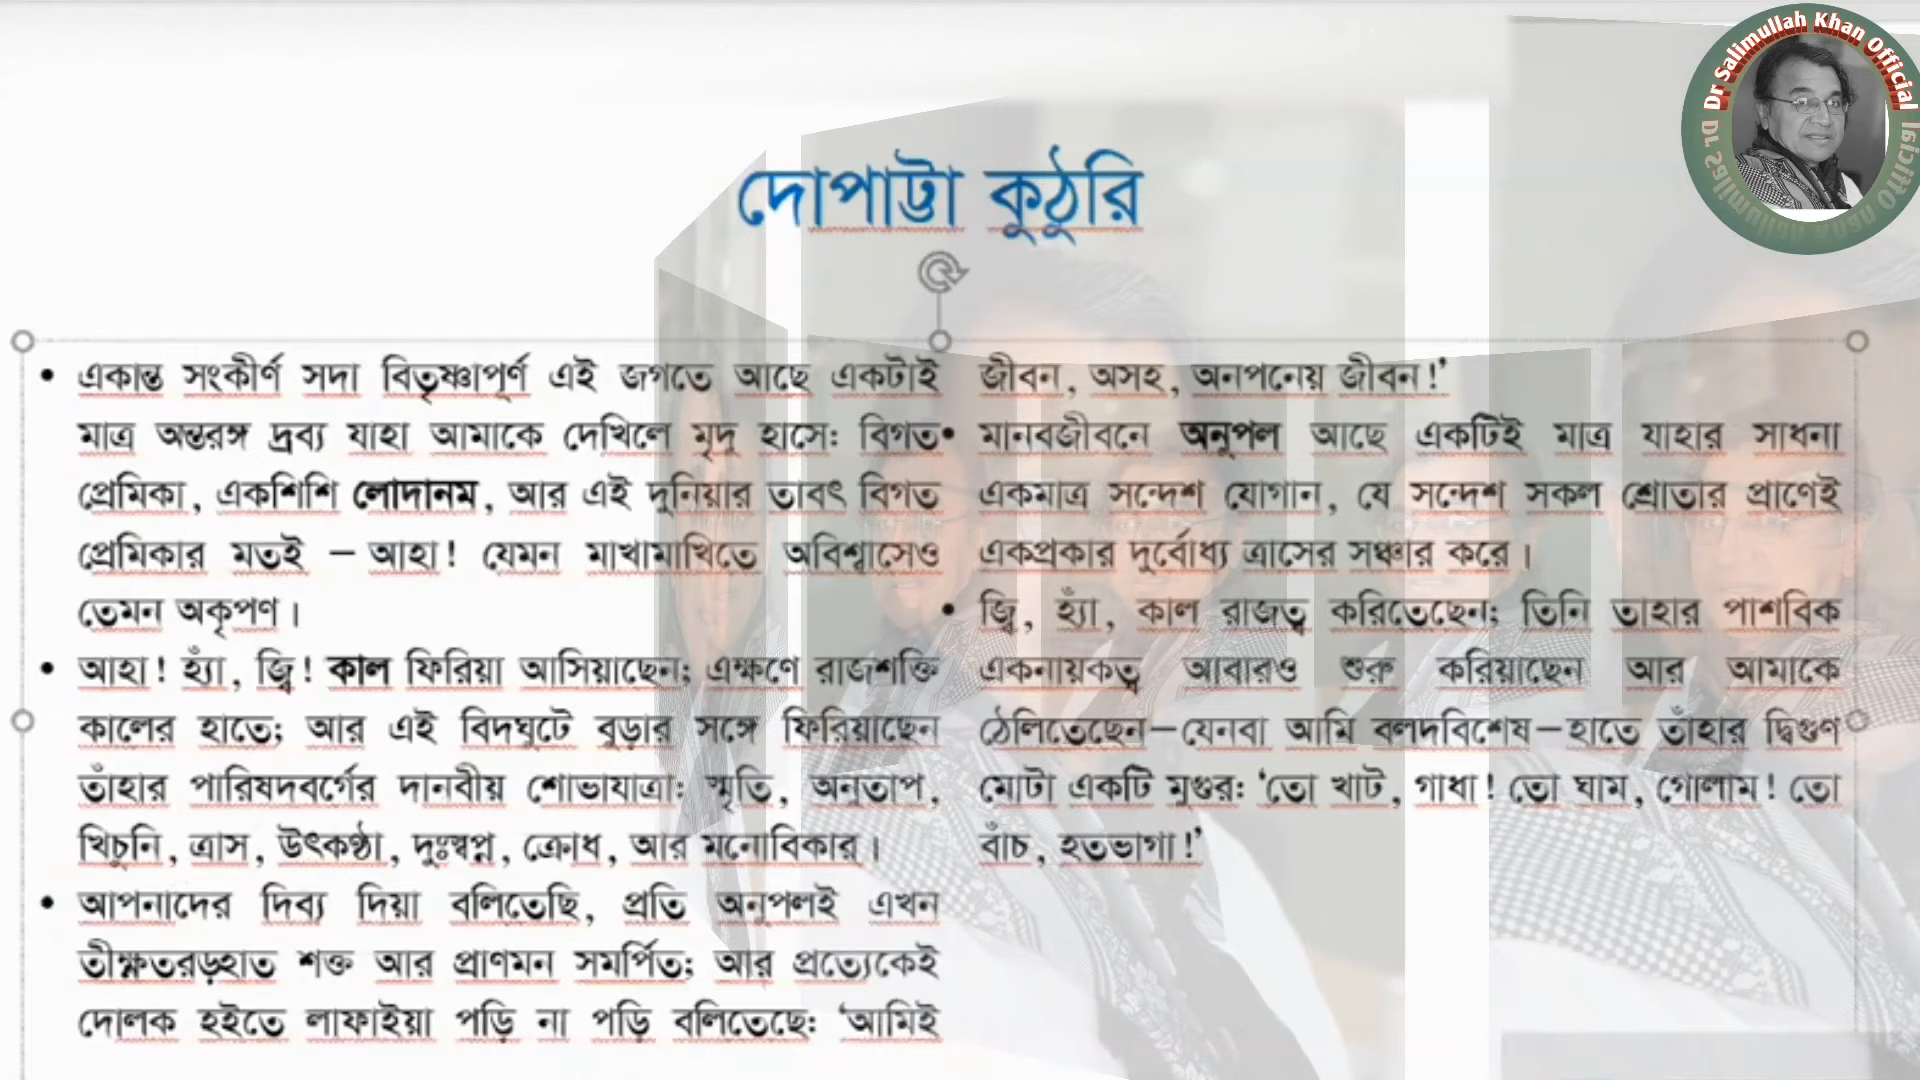 Dr Salimullah Khan Official
দোপাট্টা কুঠুরি
• একান্ত সংকীর্ণ সদা বিতৃষ্ণাপূর্ণ এই জগতে আছে একটাই
মাত্র অন্তরঙ্গ দ্রব্য যাহা আমাকে দেখিলে মৃদু হাসে: বিগত
প্রেমিকা, একশিশি লোদানম, আর এই দুনিয়ার তাবৎ বিগত
প্রেমিকার মতই – আহা! যেমন মাখামাখিতে অবিশ্বাসেও
তেমন অকৃপণ।
• আহা! হ্যাঁ, জ্বি! কাল ফিরিয়া আসিয়াছেন; এক্ষণে রাজশক্তি
কালের হাতে; আর এই বিদঘুটে বুড়ার সঙ্গে ফিরিয়াছেন
তাঁহার পারিষদবর্গের দানবীয় শোভাযাত্রা: স্মৃতি, অনুতাপ,
খিচুনি, ত্রাস, উৎকণ্ঠা, দুঃস্বপ্ন, ক্রোধ, আর মনোবিকার।
• আপনাদের দিব্য দিয়া বলিতেছি, প্রতি অনুপলই এখন
তীক্ষ্ণতরভাবে শক্ত আর প্রাণমন সমর্পিত; আর প্রত্যেকেই
দোলক হইতে লাফাইয়া পড়ি না পড়ি বলিতেছে: ‘আমিই
জীবন, অসহ, অনপনেয় জীবন!’
• মানবজীবনে অনুপল আছে একটিই মাত্র যাহার সাধনা
একমাত্র সন্দেশ যোগান, যে সন্দেশ সকল শ্রোতার প্রাণেই
একপ্রকার দুর্বোধ্য ত্রাসের সঞ্চার করে।
• জ্বি, হ্যাঁ, কাল রাজত্ব করিতেছেন; তিনি তাহার পাশবিক
একনায়কত্ব আবারও শুরু করিয়াছেন আর আমাকে
ঠেলিতেছেন—যেনবা আমি বলদবিশেষ—হাতে তাঁহার দ্বিগুণ
মোটা একটি মুগুর: ‘তো খাট, গাধা! তো ঘাম, গোলাম! তো
বাঁচ, হতভাগা!’